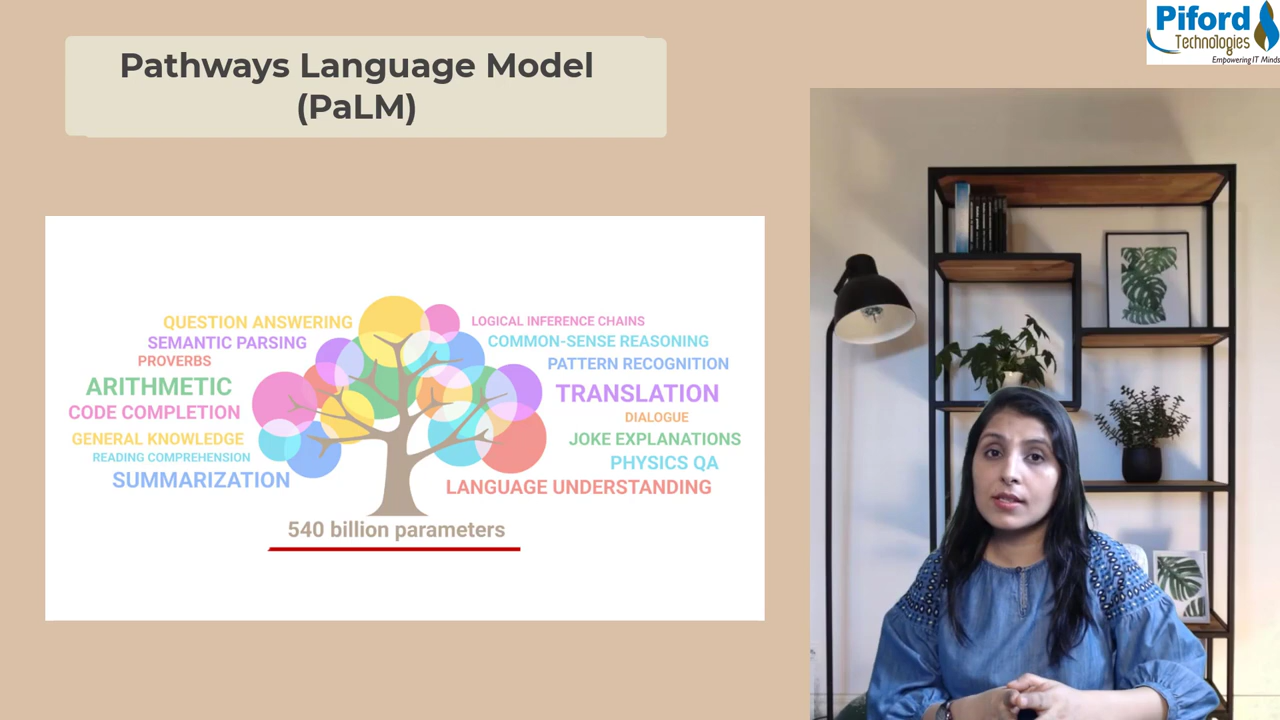 Pathways Language Model
(PaLM)
Piford
Technologies
Empowering IT Minds
QUESTION ANSWERING
SEMANTIC PARSING
PROVERBS
ARITHMETIC
CODE COMPLETION
GENERAL KNOWLEDGE
READING COMPREHENSION
SUMMARIZATION
LOGICAL INFERENCE CHAINS
COMMON-SENSE REASONING
PATTERN RECOGNITION
TRANSLATION
DIALOGUE
JOKE EXPLANATIONS
PHYSICS QA
LANGUAGE UNDERSTANDING
540 billion parameters